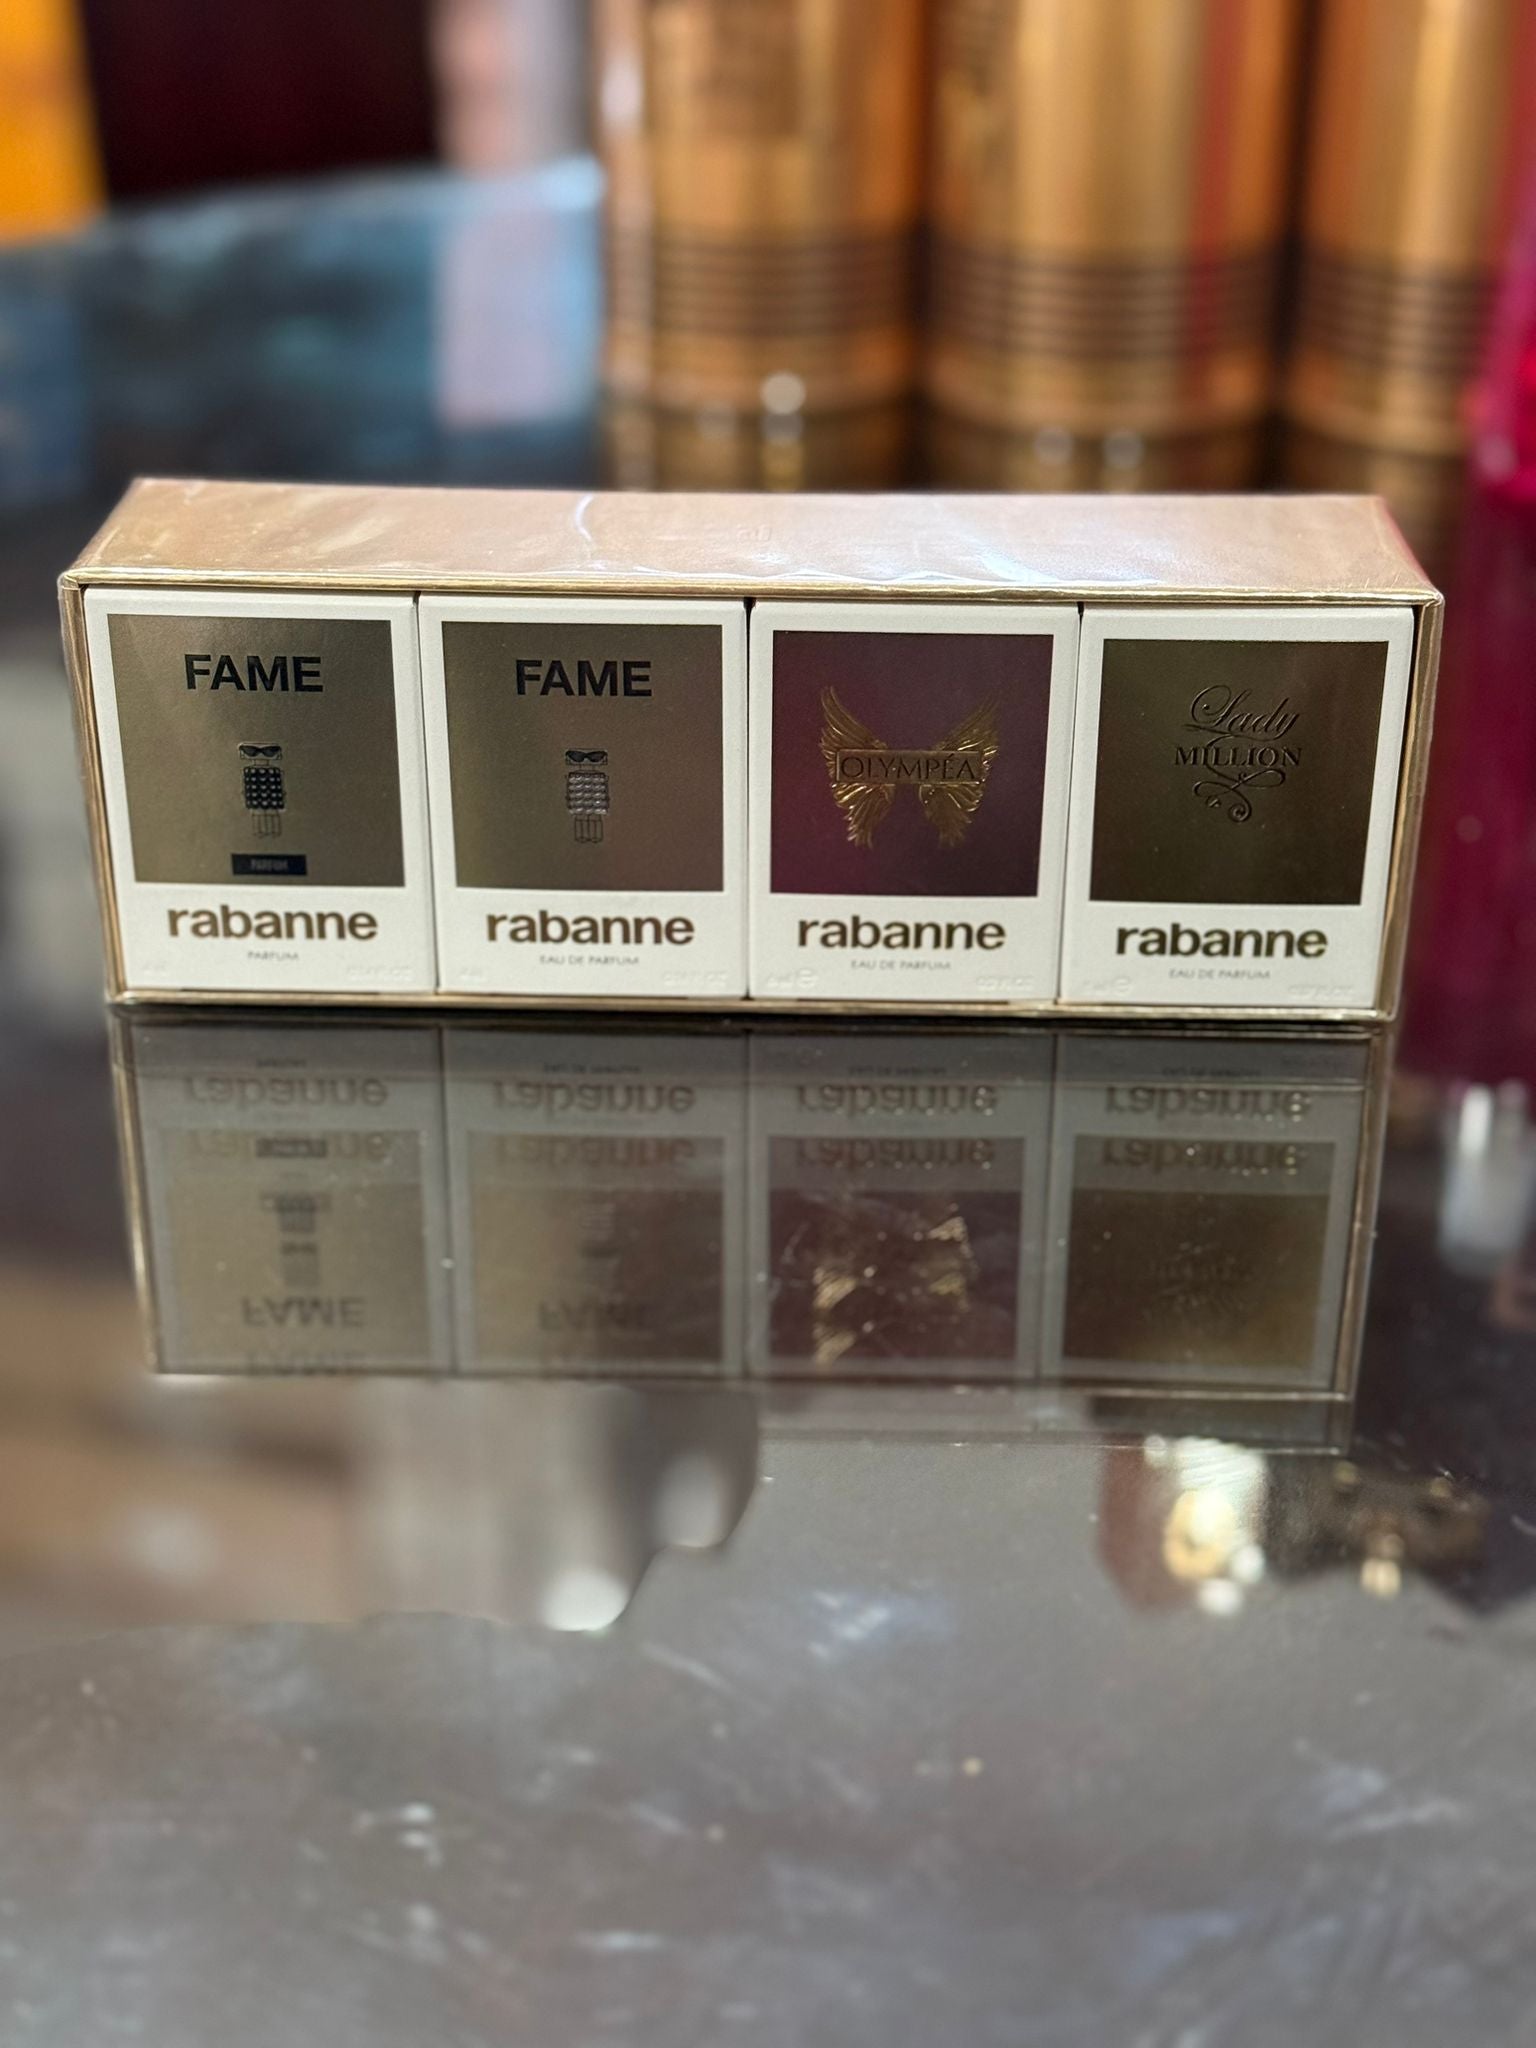 FAME
PARFUM
rabanne
PARFUM
FAME
rabanne
EAU DE PARFUM
OLYMPÉA
rabanne
EAU DE PARFUM
Lady
MILLION
rabanne
EAU DE PARFUM